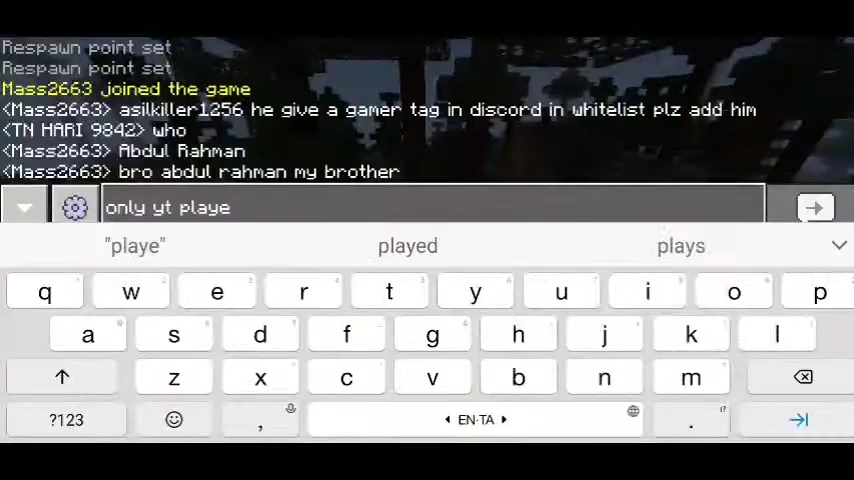 Respawn point set
Respawn point set
Mass2663 joined the game
<Mass2663> asilkiller1256 he give a gamer tag in discord in whitelist plz add him
<TN HARI 9842> who
<Mass2663> Abdul Rahman
<Mass2663> bro abdul rahman my brother
only yt playe
"playe" played plays
q w e r t y u i o p
a s d f g h j k l
z x c v b n m
?123 , EN·TA . !?